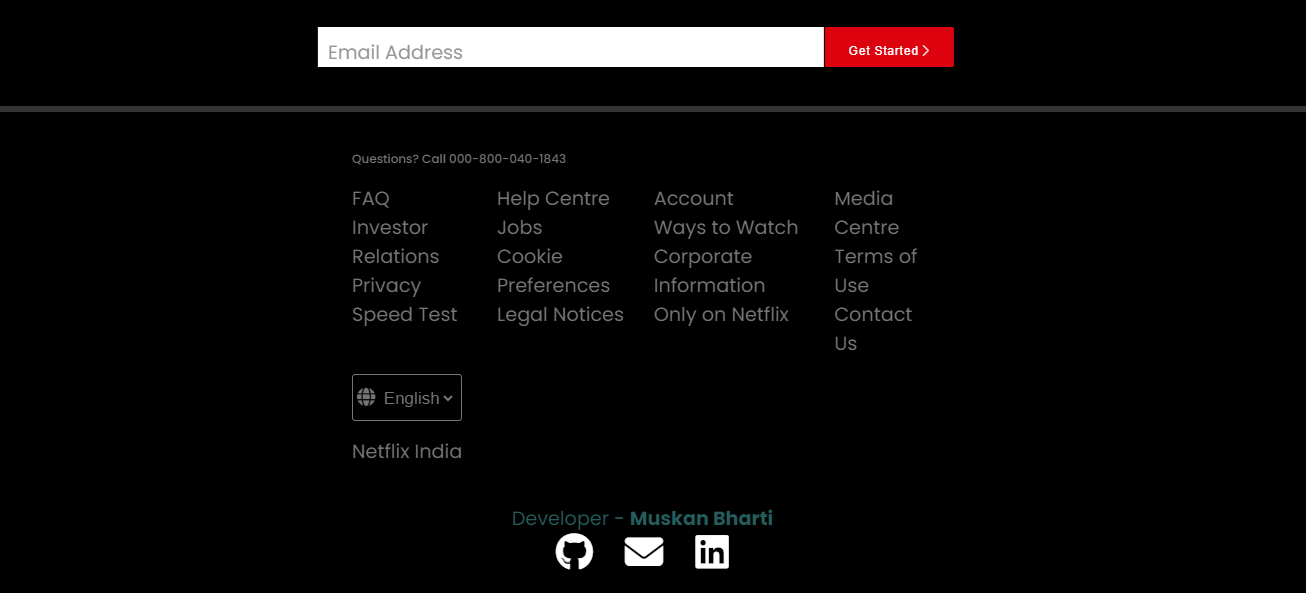 Email Address
Get Started
Questions? Call 000-800-040-1843
FAQ
Investor
Relations
Privacy
Speed Test
Help Centre
Jobs
Cookie
Preferences
Legal Notices
Account
Ways to Watch
Corporate
Information
Only on Netflix
Media
Centre
Terms of
Use
Contact
Us
English
Netflix India
Developer - Muskan Bharti
in